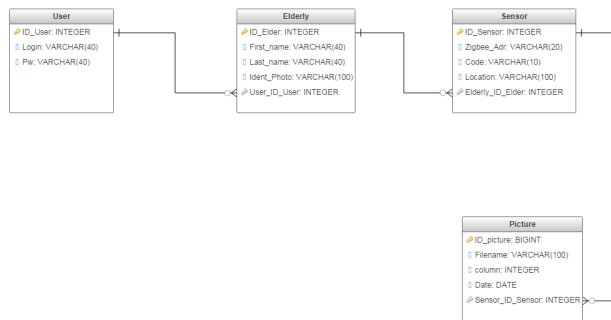 User
ID_User: INTEGER
Login: VARCHAR(40)
Pw: VARCHAR(40)
Elderly
ID_Elder: INTEGER
First_name: VARCHAR(40)
Last_name: VARCHAR(40)
Ident_Photo: VARCHAR(100)
User_ID_User: INTEGER
Sensor
ID_Sensor: INTEGER
Zigbee_Adr: VARCHAR(20)
Code: VARCHAR(10)
Location: VARCHAR(100)
Elderly_ID_Elder: INTEGER
Picture
ID_picture: BIGINT
Filename: VARCHAR(100)
column: INTEGER
Date: DATE
Sensor_ID_Sensor: INTEGER